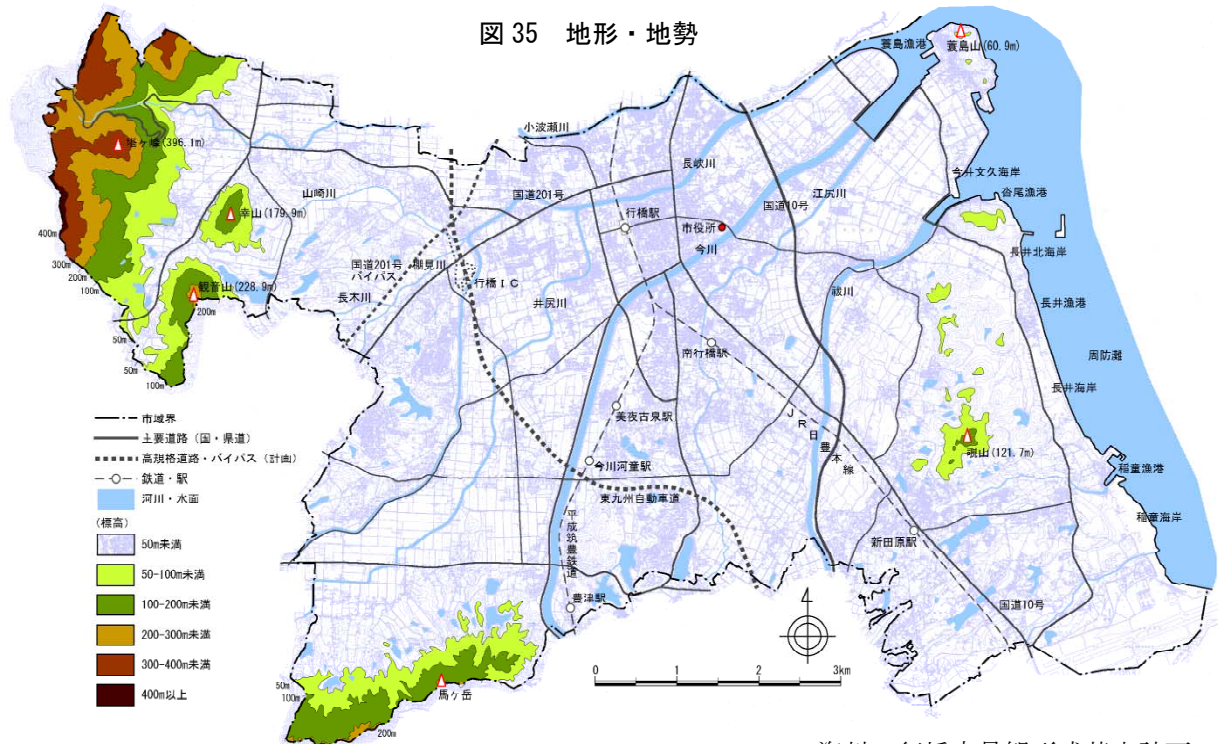 図35 地形・地勢
蓑島漁港
蓑島山(60.9m)
小波瀬川
長峡川
今井文久海岸
沓尾漁港
江尻川
国道10号
国道201号
山崎川
行橋駅
市役所
今川
幸山(179.9m)
(396.1m)
長井北海岸
400m
300m
200m
100m
国道201号
バイパス
行橋IC
観音山(228.9m)
200m
長木川
井尻川
祓川
長井漁港
50m
50m
100m
南行橋駅
周防灘
長井海岸
美夜古泉駅
JR日豊本線
覗山(121.7m)
今川河童駅
稲童漁港
東九州自動車道
稲童海岸
平成筑豊鉄道
新田原駅
豊津駅
国道10号
馬ヶ岳
50m
100m
200m
市域界
主要道路(国・県道)
高規格道路・バイパス(計画)
鉄道・駅
河川・水面
(標高)
50m未満
50-100m未満
100-200m未満
200-300m未満
300-400m未満
400m以上
4
0 1 2 3km